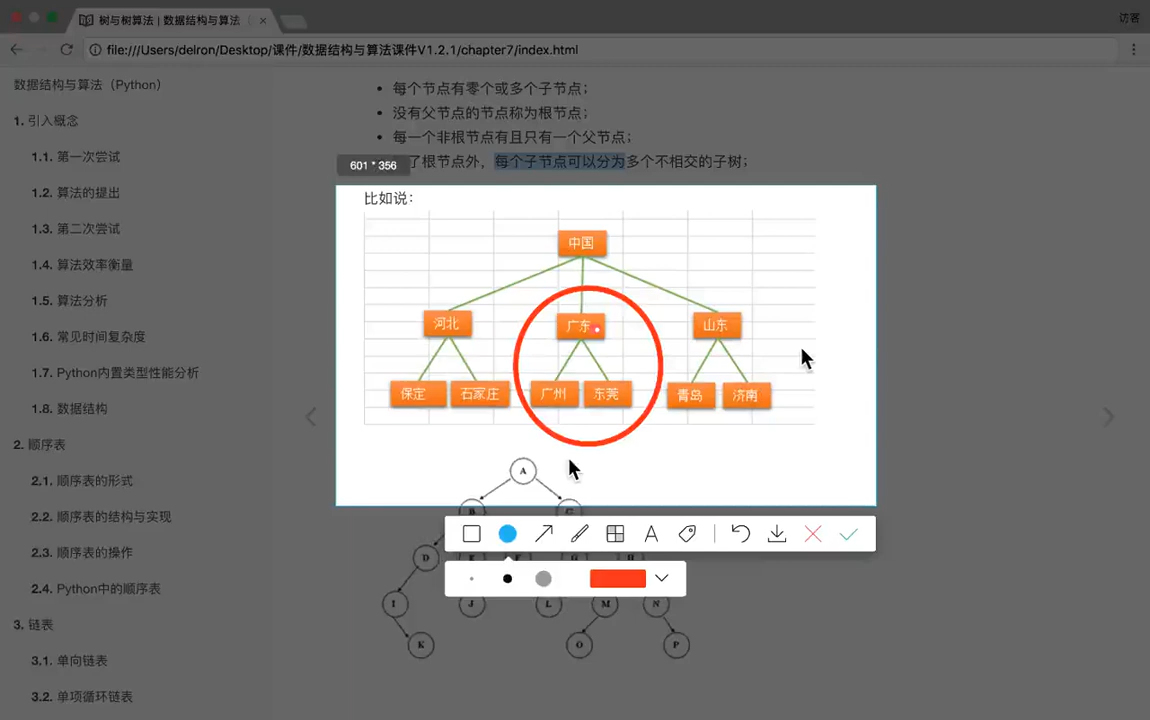 树与树算法 | 数据结构与算法
访客
file:///Users/delron/Desktop/课件/数据结构与算法课件V1.2.1/chapter7/index.html
数据结构与算法（Python）
1. 引入概念
1.1. 第一次尝试
1.2. 算法的提出
1.3. 第二次尝试
1.4. 算法效率衡量
1.5. 算法分析
1.6. 常见时间复杂度
1.7. Python内置类型性能分析
1.8. 数据结构
2. 顺序表
2.1. 顺序表的形式
2.2. 顺序表的结构与实现
2.3. 顺序表的操作
2.4. Python中的顺序表
3. 链表
3.1. 单向链表
3.2. 单项循环链表
每个节点有零个或多个子节点；
没有父节点的节点称为根节点；
每一个非根节点有且只有一个父节点；
了根节点外，每个子节点可以分为多个不相交的子树；
601 * 356
比如说：
中国
河北 广东 山东
保定 石家庄 广州 东莞 青岛 济南
A
D
I J L M N
K O P